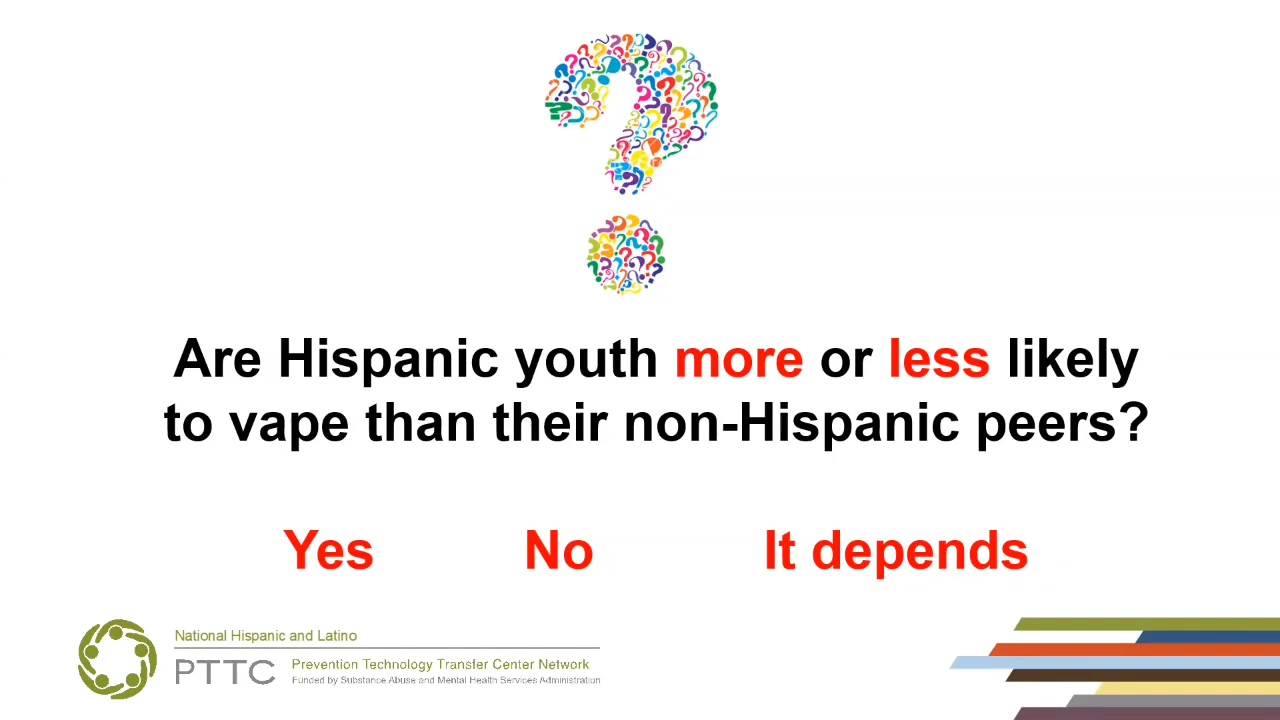 Are Hispanic youth more or less likely
to vape than their non-Hispanic peers?
Yes No It depends
National Hispanic and Latino
PTTC Prevention Technology Transfer Center Network
Funded by Substance Abuse and Mental Health Services Administration